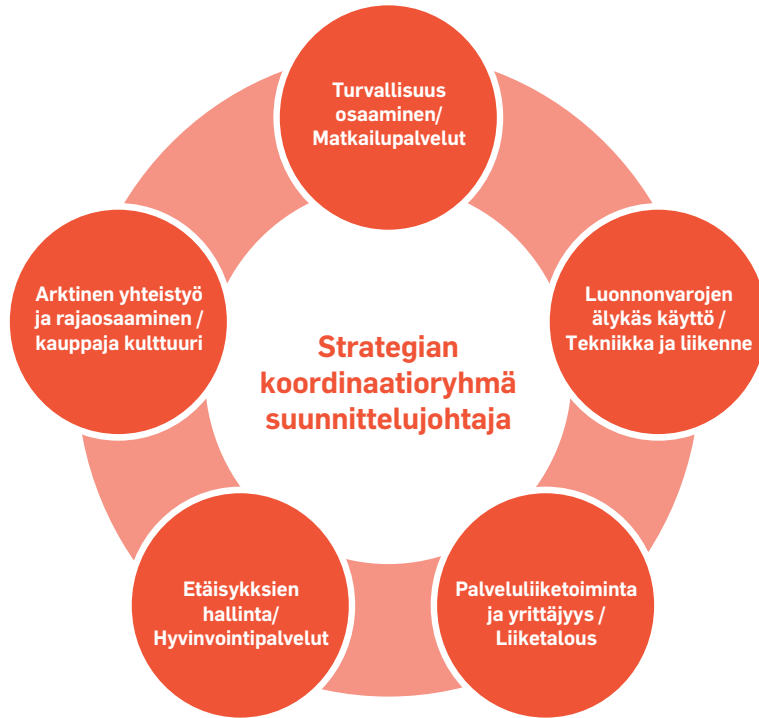 Turvallisuus
osaaminen/
Matkailupalvelut
Luonnonvarojen
älykäs käyttö /
Tekniikka ja liikenne
Palveluliiketoiminta
ja yrittäjyys /
Liiketalous
Etäisykksien
hallinta/
Hyvinvointipalvelut
Arktinen yhteistyö
ja rajaosaaminen /
kauppaja kulttuuri
Strategian
koordinaatioryhmä
suunnittelujohtaja